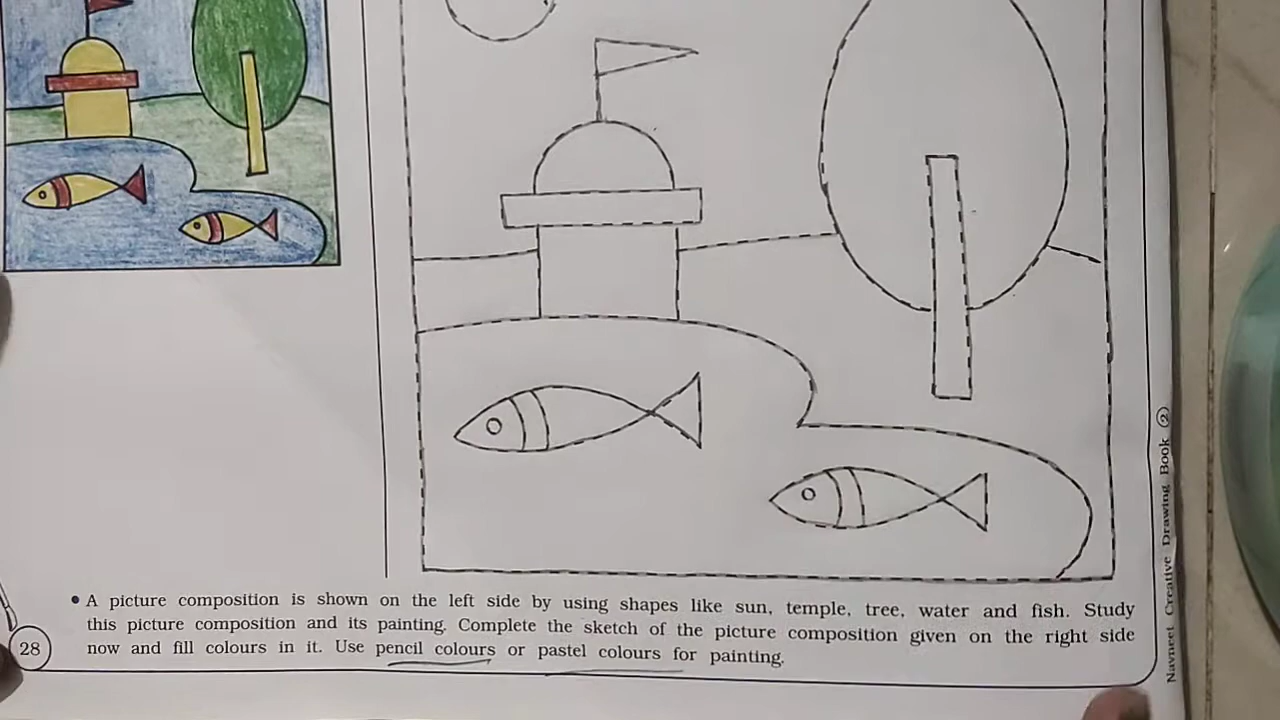 • A picture composition is shown on the left side by using shapes like sun, temple, tree, water and fish. Study
this picture composition and its painting. Complete the sketch of the picture composition given on the right side
now and fill colours in it. Use pencil colours or pastel colours for painting.
28
Navneet Creative Drawing Book 2